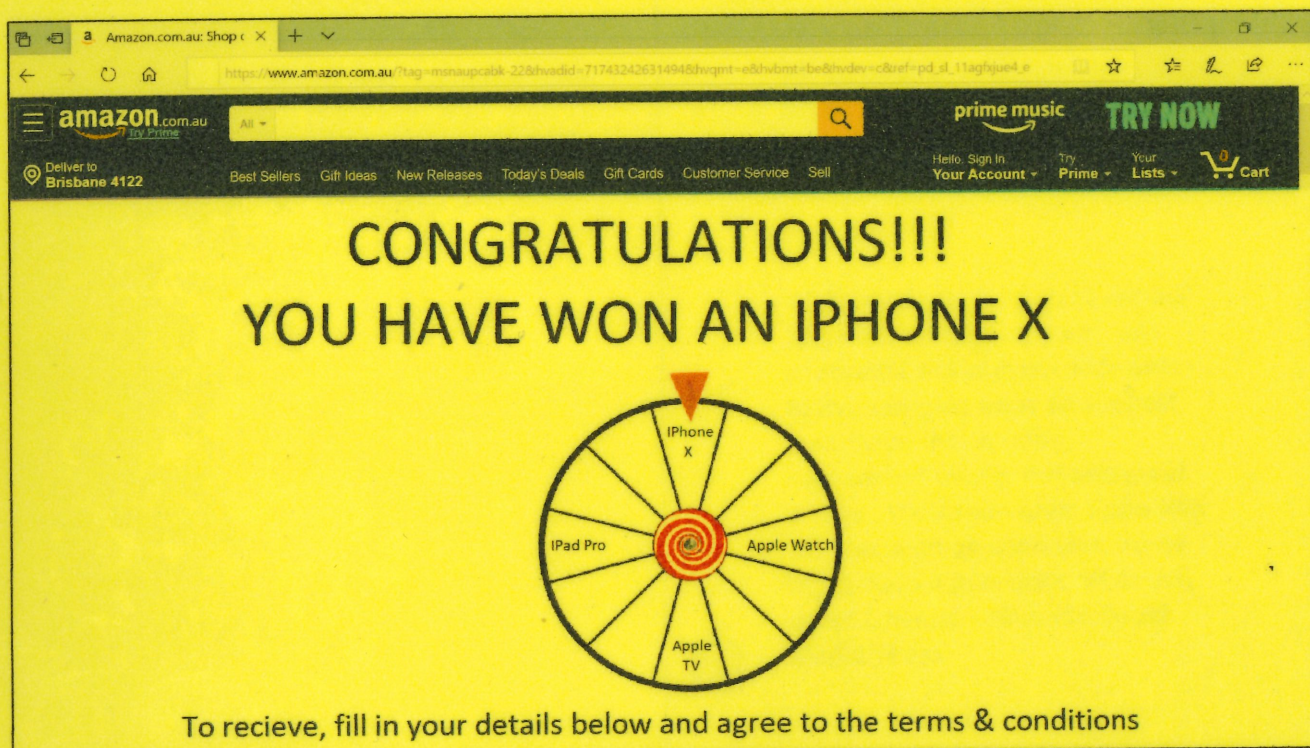 Amazon.com.au: Shop c
https://www.amazon.com.au/?tag=msnaupcabk-22&hvadid=71743242631494&hvqmt=e&hvbmt=be&hvdev=c&ref=pd_sl_11agfxjue4_e
amazon.com.au
Try Prime
All
prime music
TRY NOW
Deliver to
Brisbane 4122
Best Sellers Gift Ideas New Releases Today's Deals Gift Cards Customer Service Sell
Hello. Sign in
Your Account
Try
Prime
Your
Lists
0
Cart
CONGRATULATIONS!!!
YOU HAVE WON AN IPHONE X
IPhone
X
IPad Pro
Apple Watch
Apple
TV
To recieve, fill in your details below and agree to the terms & conditions